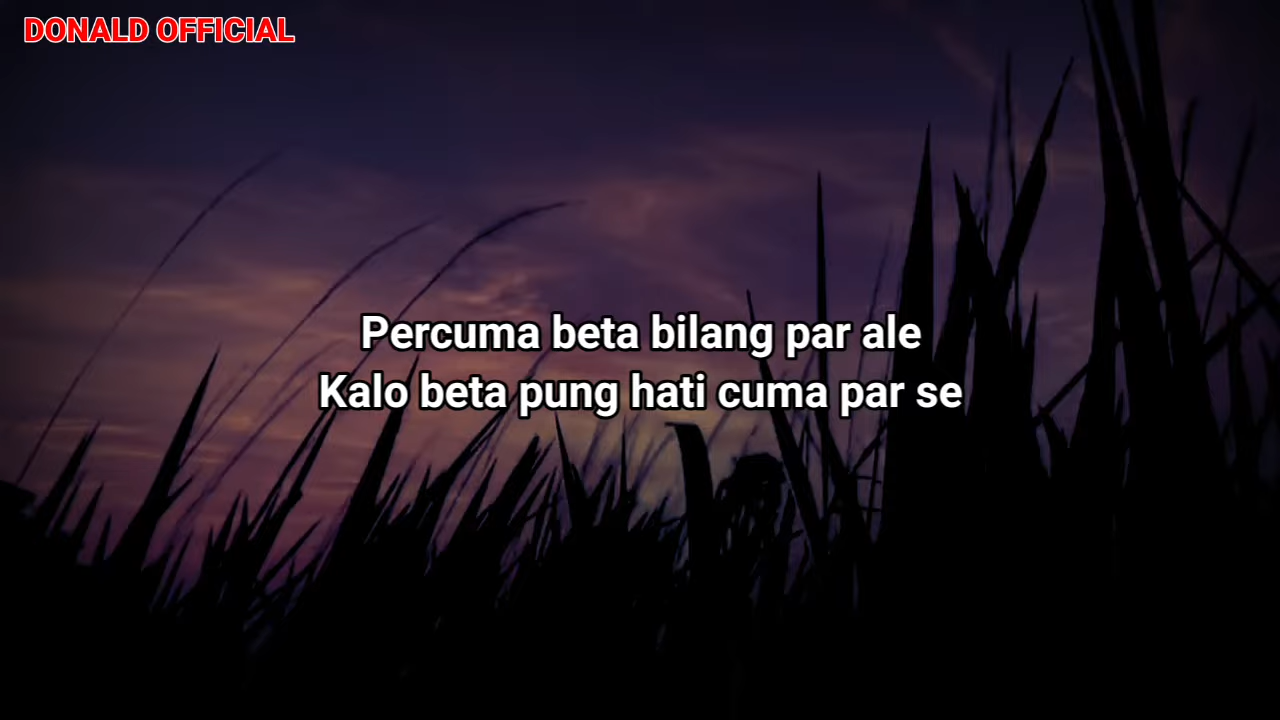 DONALD OFFICIAL
Percuma beta bilang par ale
Kalo beta pung hati cuma par se